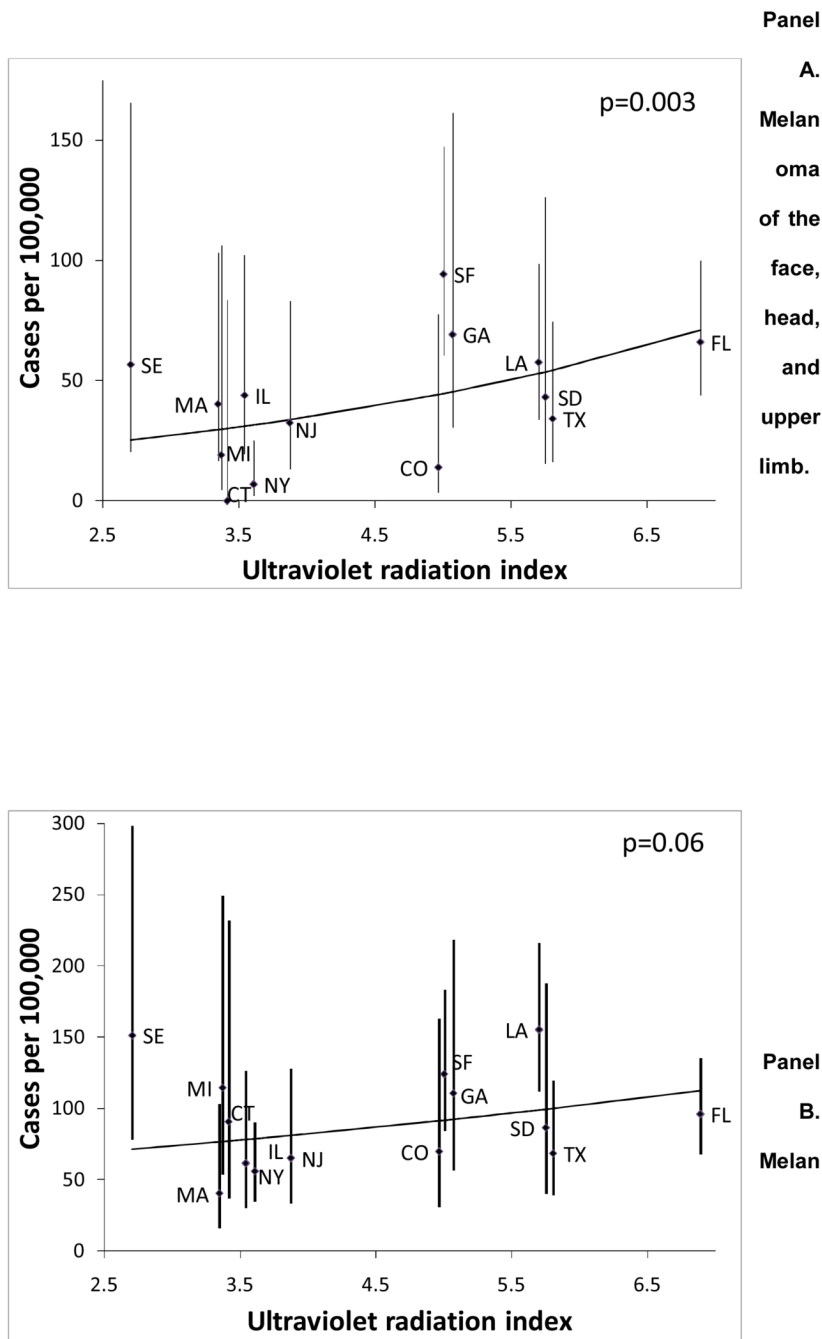 Panel
A.
Melan
oma
of the
face,
head,
and
upper
limb.
p=0.003
Cases per 100,000
150
100
50
0
SE
MA
IL
MI
NJ
CT
NY
SF
GA
CO
LA
SD
TX
FL
2.5 3.5 4.5 5.5 6.5
Ultraviolet radiation index
p=0.06
Cases per 100,000
300
250
200
150
100
50
0
SE
MI
CT
MA
IL
NY
NJ
SF
GA
CO
LA
SD
TX
FL
2.5 3.5 4.5 5.5 6.5
Ultraviolet radiation index
Panel
B.
Melan